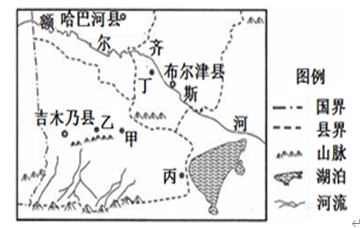 额
哈巴河县
尔
齐
布尔津县
丁
斯
河
吉木乃县
乙
甲
丙
图例
国界
县界
山脉
湖泊
河流